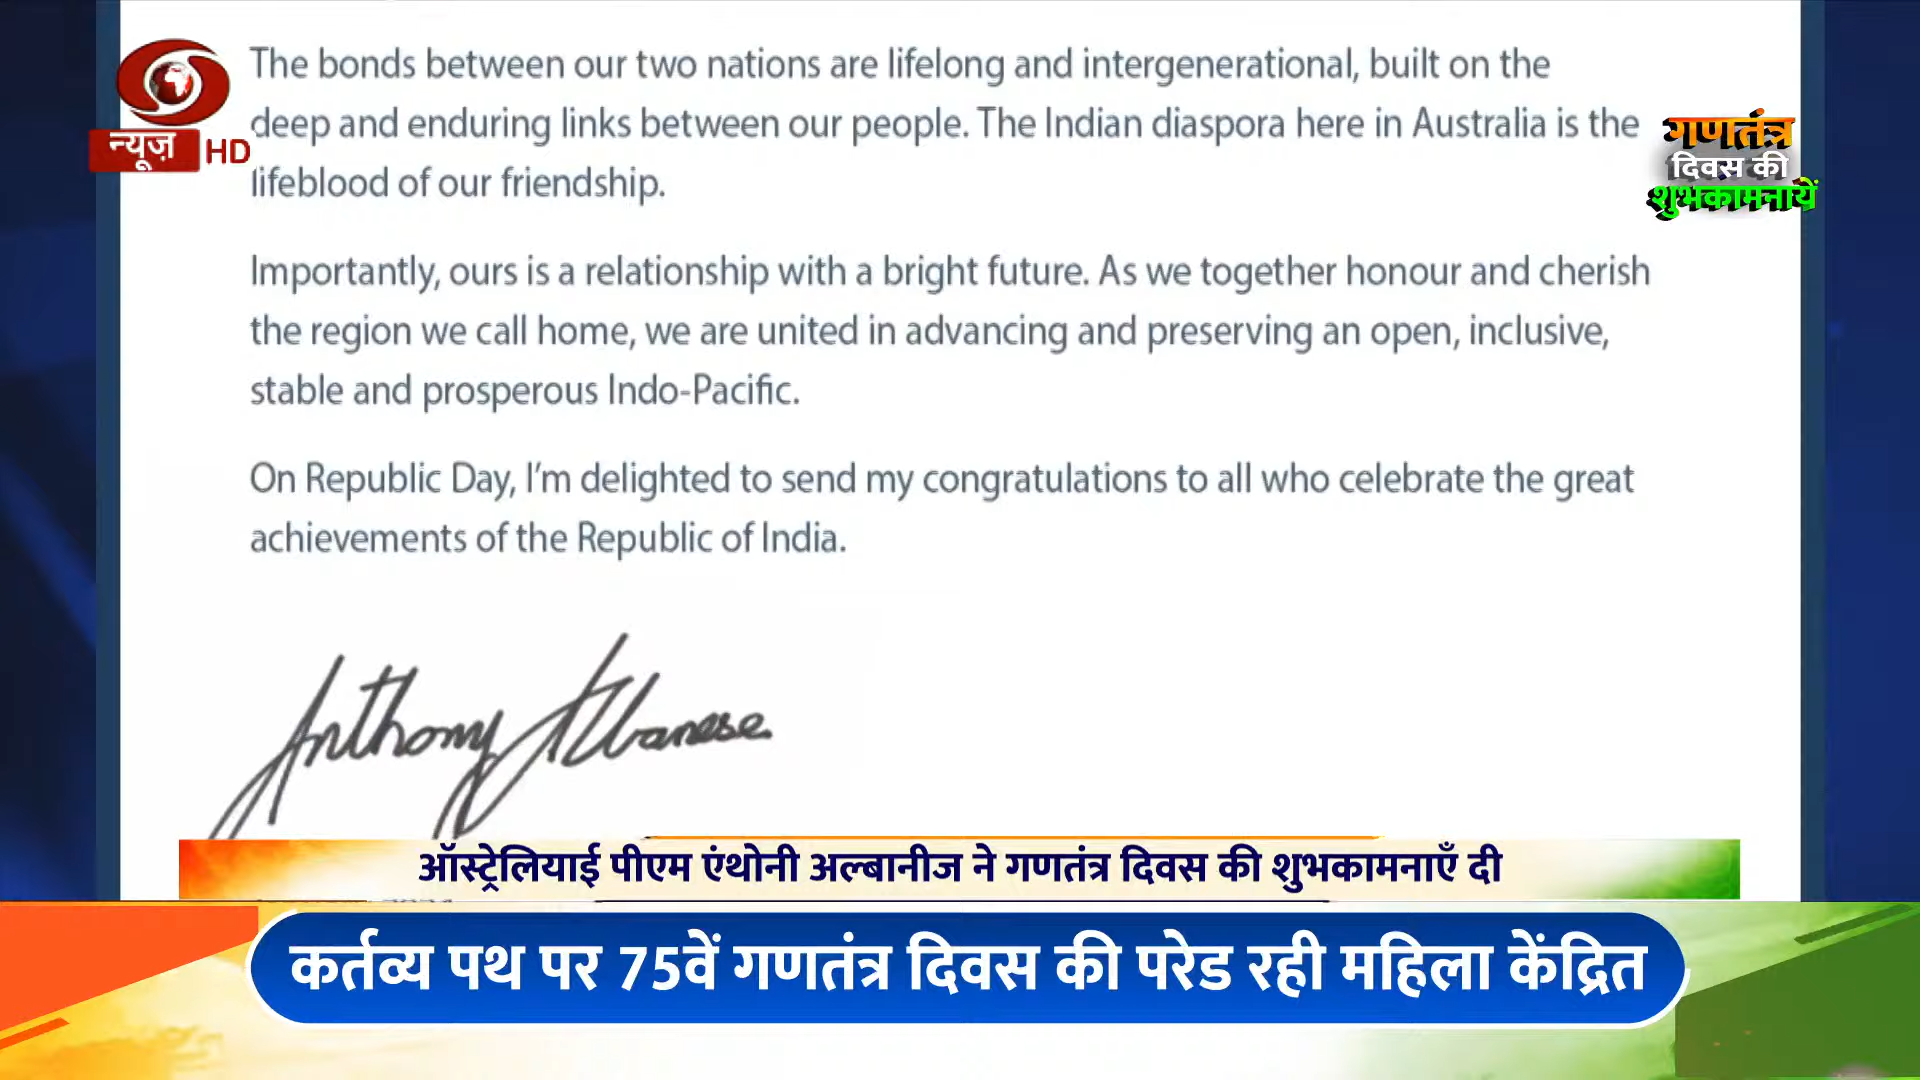 The bonds between our two nations are lifelong and intergenerational, built on the
deep and enduring links between our people. The Indian diaspora here in Australia is the
lifeblood of our friendship.
Importantly, ours is a relationship with a bright future. As we together honour and cherish
the region we call home, we are united in advancing and preserving an open, inclusive,
stable and prosperous Indo-Pacific.
On Republic Day, I'm delighted to send my congratulations to all who celebrate the great
achievements of the Republic of India.
Anthony Albanese
न्यूज़ HD
गणतंत्र
दिवस की
शुभकामनायें
ऑस्ट्रेलियाई पीएम एंथोनी अल्बानीज ने गणतंत्र दिवस की शुभकामनाएँ दी
कर्तव्य पथ पर 75वें गणतंत्र दिवस की परेड रही महिला केंद्रित